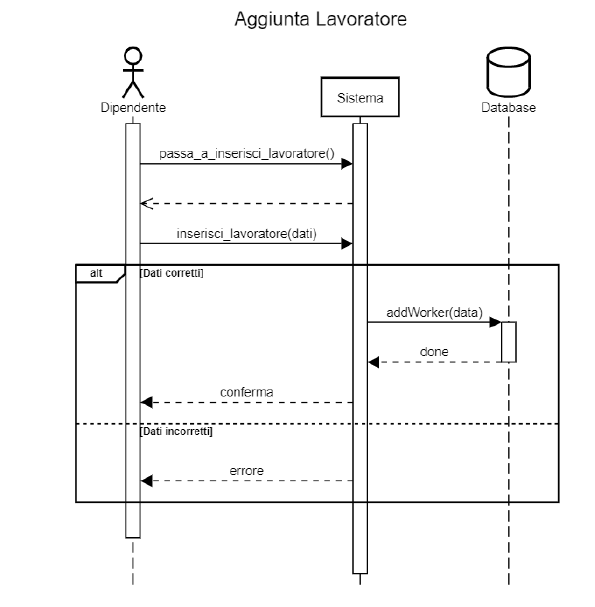 Aggiunta Lavoratore
Dipendente
Sistema
Database
passa_a_inserisci_lavoratore()
inserisci_lavoratore(dati)
alt
[Dati corretti]
addWorker(data)
done
conferma
[Dati incorretti]
errore